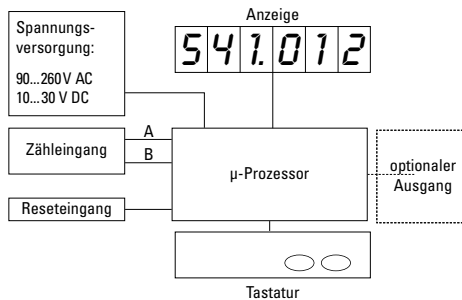 Spannungs-
versorgung:
90...260V AC
10...30 V DC
Anzeige
541.012
Zähleingang
A
B
µ-Prozessor
optionaler
Ausgang
Reseteingang
Tastatur